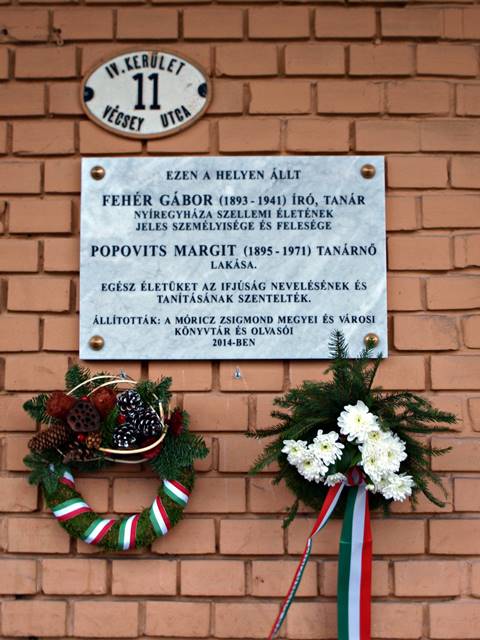 IV. KERÜLET
11
VÉCSEY UTCA
EZEN A HELYEN ÁLLT
FEHÉR GÁBOR (1893 - 1941) ÍRÓ, TANÁR
NYÍREGYHÁZA SZELLEMI ÉLETÉNEK
JELES SZEMÉLYISÉGE ÉS FELESÉGE
POPOVITS MARGIT (1895 - 1971) TANÁRNŐ
LAKÁSA.
EGÉSZ ÉLETÜKET AZ IFJÚSÁG NEVELÉSÉNEK ÉS
TANÍTÁSÁNAK SZENTELTÉK.
ÁLLÍTOTTÁK: A MÓRICZ ZSIGMOND MEGYEI ÉS VÁROSI
KÖNYVTÁR ÉS OLVASÓI
2014-BEN